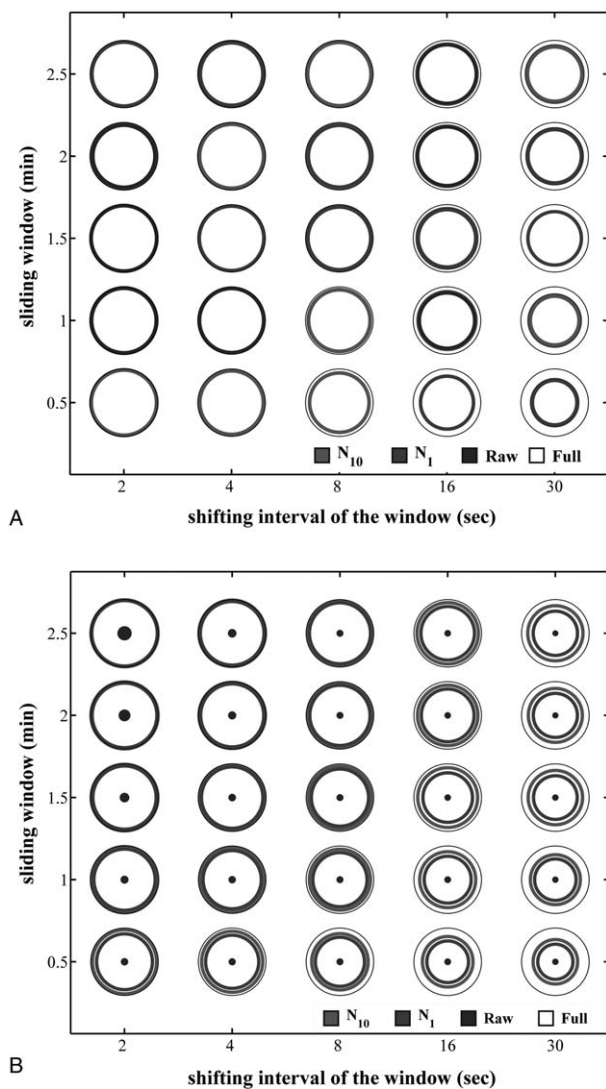 2.5
2
1.5
1
0.5
sliding window (min)
N10 N1 Raw Full
2 4 8 16 30
A
shifting interval of the window (sec)
2.5
2
1.5
1
0.5
sliding window (min)
N10 N1 Raw Full
2 4 8 16 30
B
shifting interval of the window (sec)